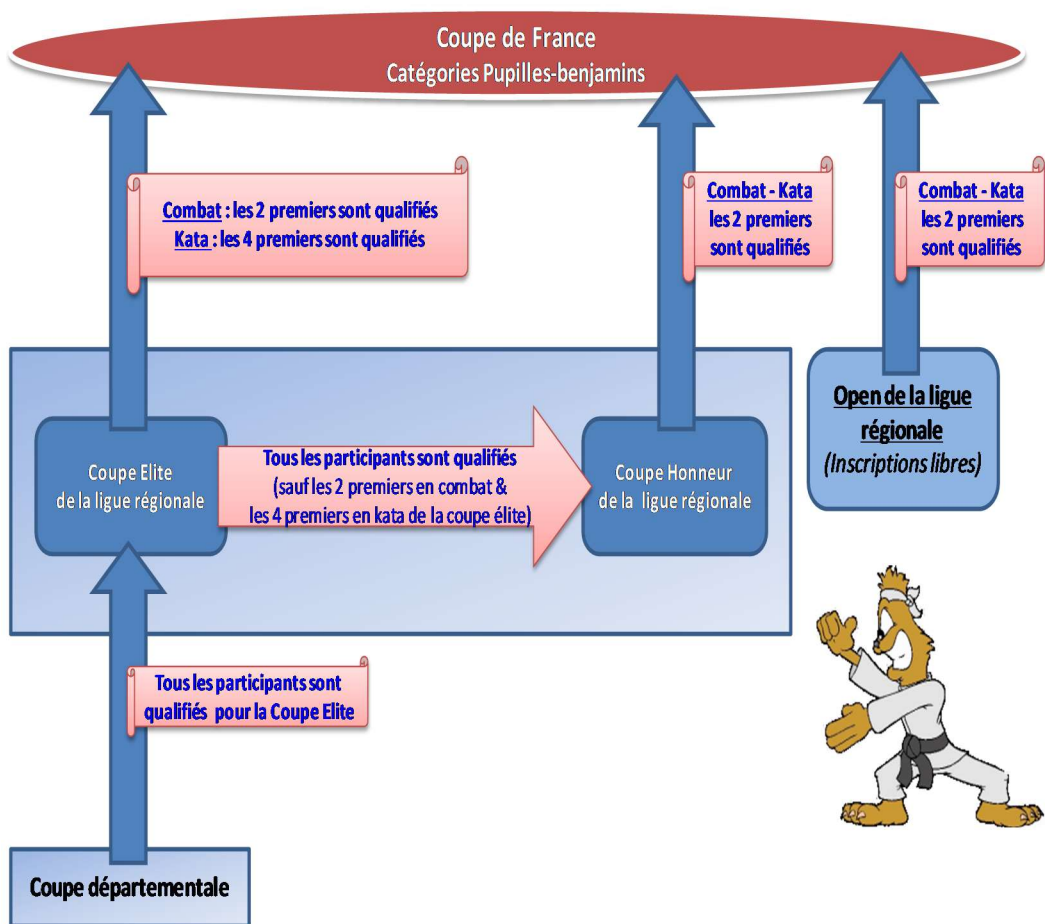 Coupe de France
Catégories Pupilles-benjamins
Combat : les 2 premiers sont qualifiés
Kata : les 4 premiers sont qualifiés
Combat - Kata
les 2 premiers
sont qualifiés
Combat - Kata
les 2 premiers
sont qualifiés
Coupe Elite
de la ligue régionale
Tous les participants sont qualifiés
(sauf les 2 premiers en combat &
les 4 premiers en kata de la coupe élite)
Coupe Honneur
de la ligue régionale
Open de la ligue
régionale
(Inscriptions libres)
Tous les participants sont
qualifiés pour la Coupe Elite
Coupe départementale